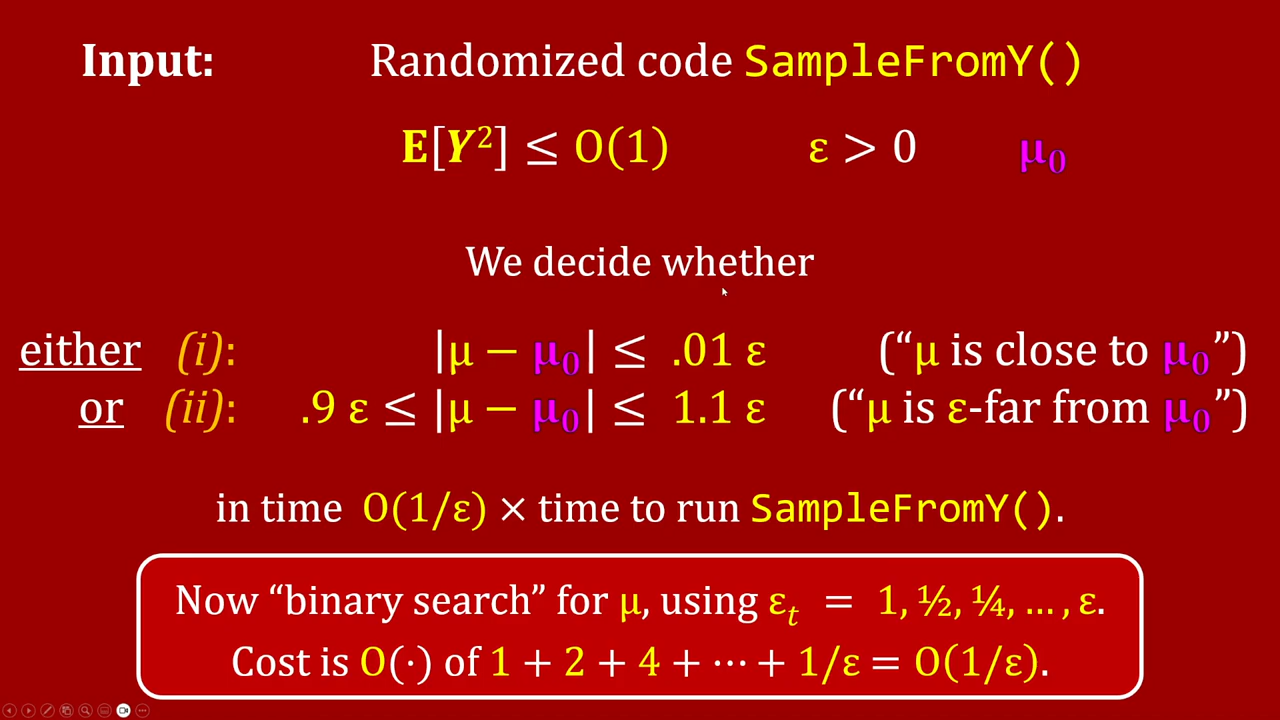 Input: Randomized code SampleFromY()
E[Y²] ≤ O(1) ε > 0 μ₀
We decide whether
either (i): |μ − μ₀| ≤ .01 ε (“μ is close to μ₀”)
or (ii): .9 ε ≤ |μ − μ₀| ≤ 1.1 ε (“μ is ε-far from μ₀”)
in time O(1/ε) × time to run SampleFromY().
Now “binary search” for μ, using εₜ = 1, ½, ¼, … , ε.
Cost is O(·) of 1 + 2 + 4 + ⋯ + 1/ε = O(1/ε).